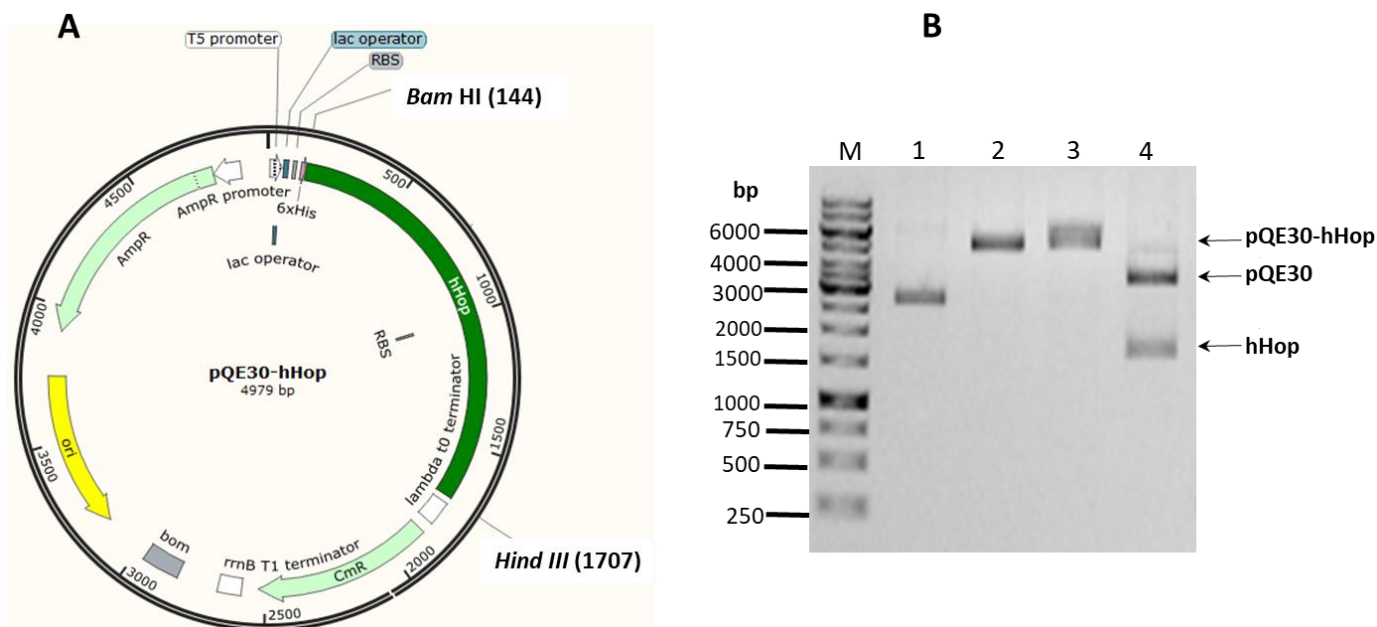 A
T5 promoter
lac operator
RBS
Bam HI (144)
500
1000
1500
2000
2500
3000
3500
4000
4500
AmpR promoter
AmpR
6xHis
lac operator
hHop
RBS
pQE30-hHop
4979 bp
lambda t0 terminator
ori
bom
rrnB T1 terminator
CmR
Hind III (1707)
B
M 1 2 3 4
bp
6000
4000
3000
2000
1500
1000
750
500
250
pQE30-hHop
pQE30
hHop